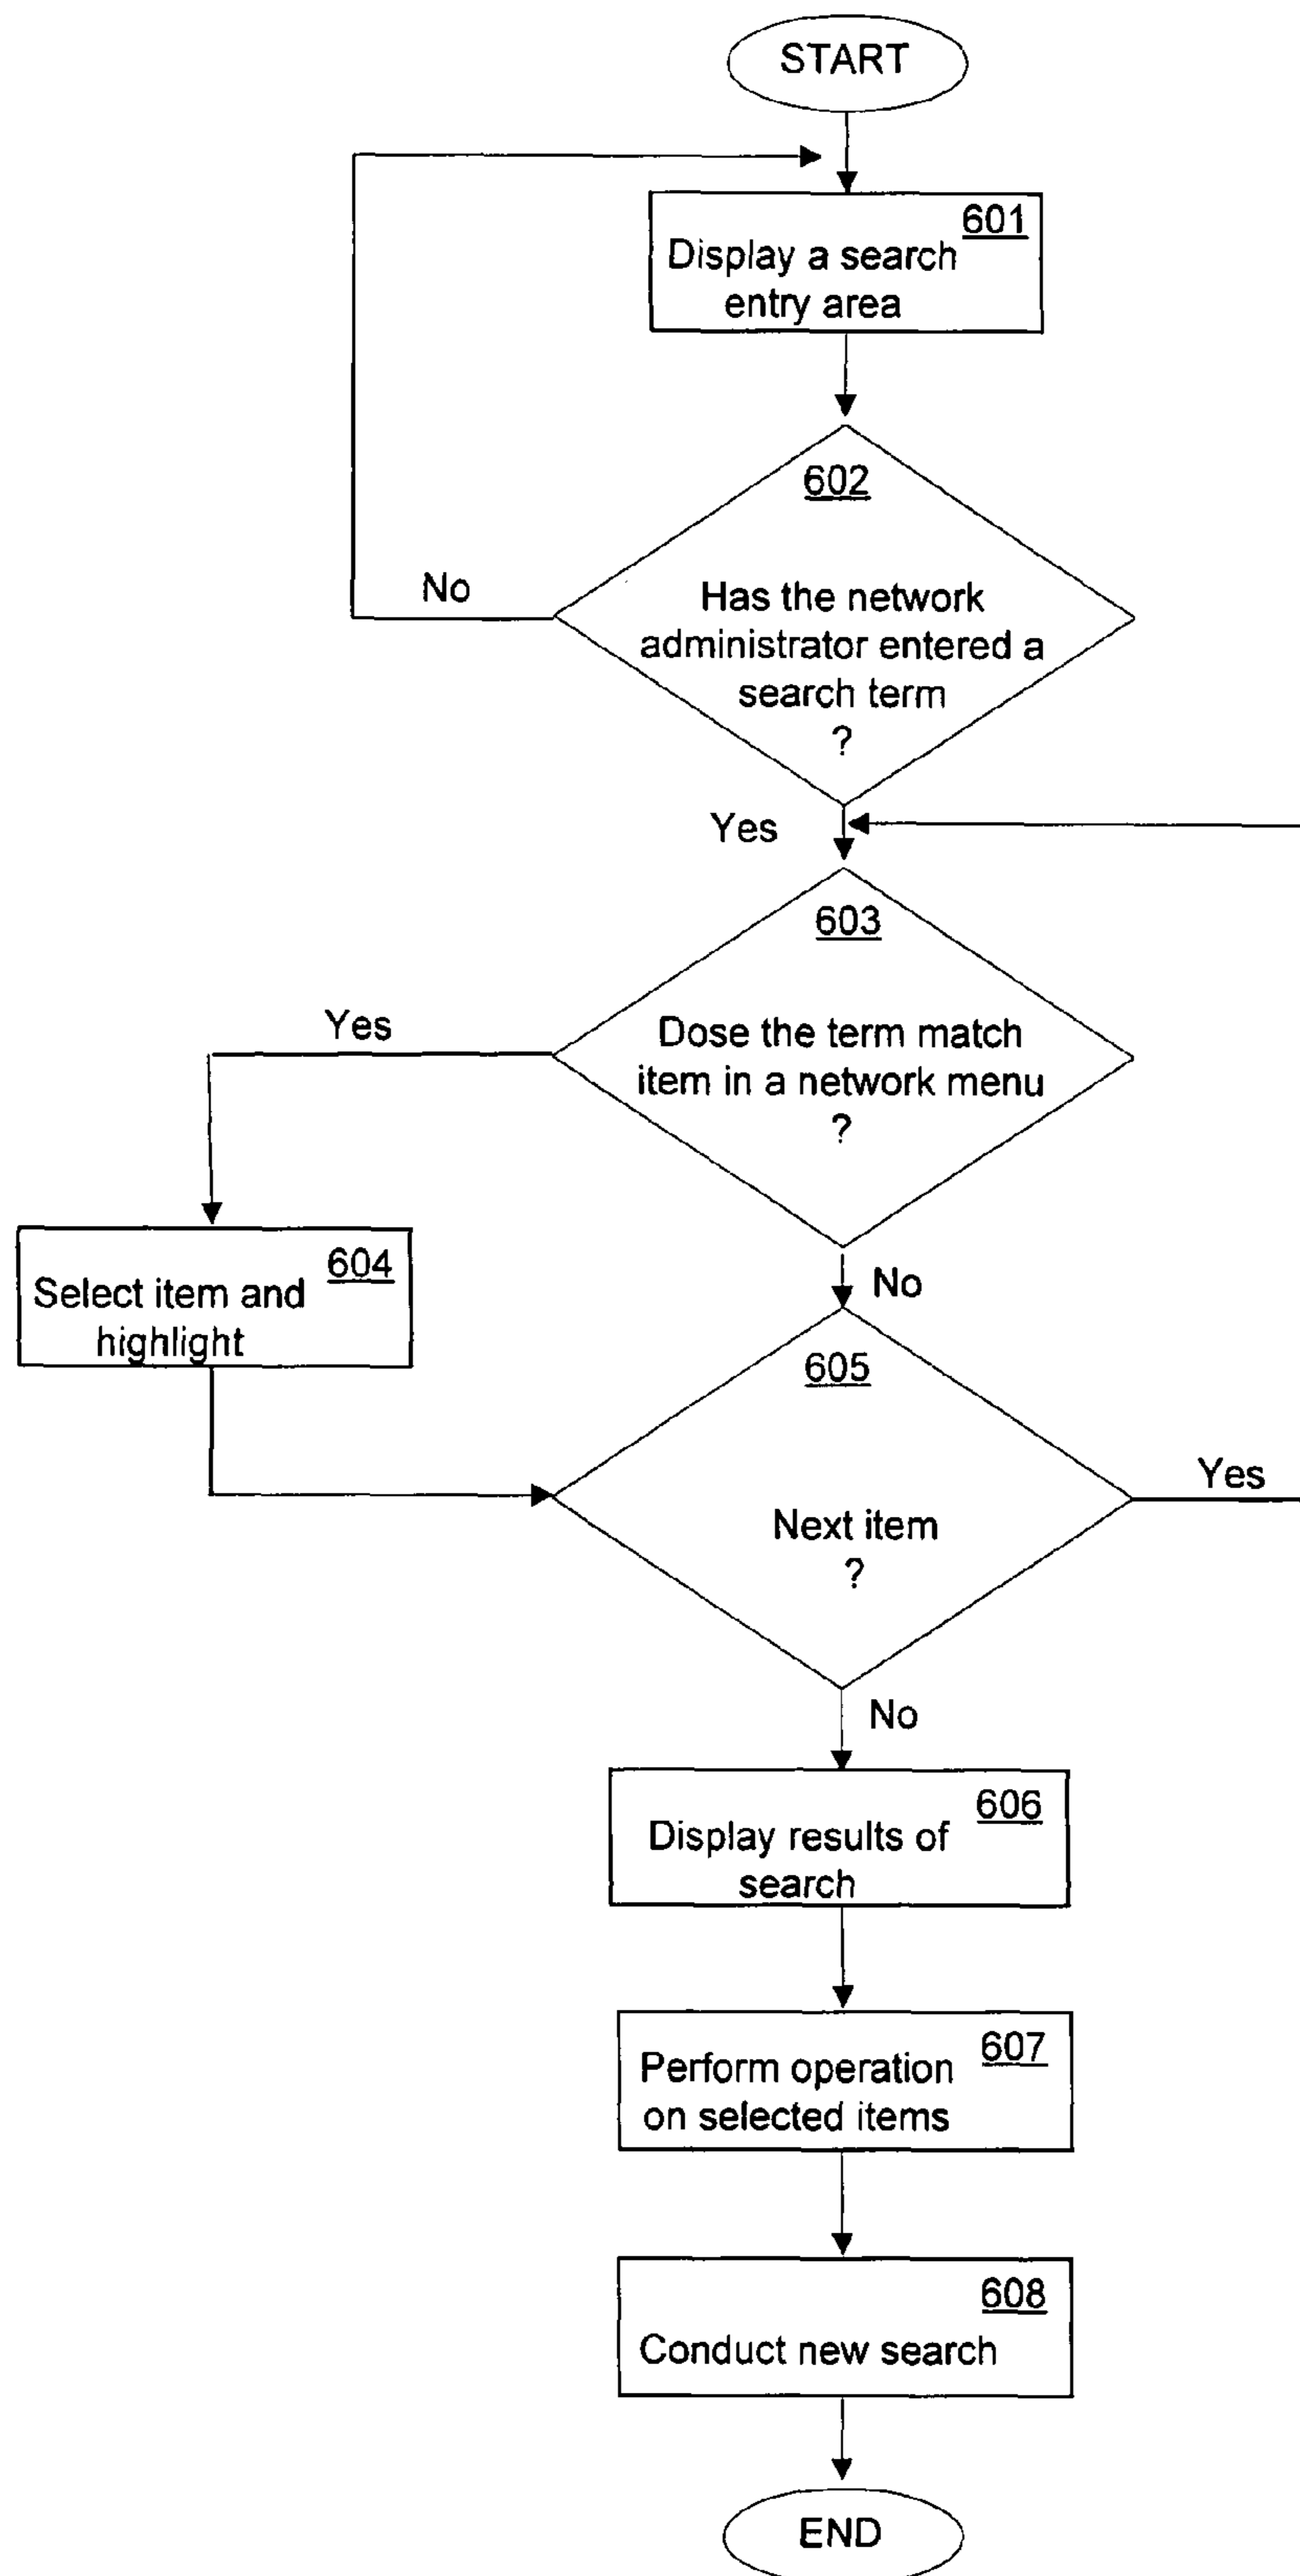 START
601
Display a search
entry area
602
Has the network
administrator entered a
search term
?
No
Yes
603
Dose the term match
item in a network menu
?
Yes
604
Select item and
highlight
No
605
Next item
?
Yes
No
606
Display results of
search
607
Perform operation
on selected items
608
Conduct new search
END